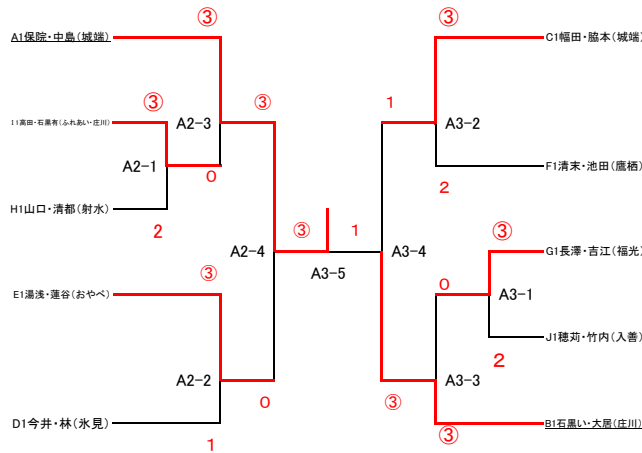 ③
③
A1保院・中島(城端)
C1幅田・脇本(城端)
③
③
1
I1高田・石黒有(ふれあい・庄川)
A2-3
A3-2
A2-1
0
F1清末・池田(鷹栖)
2
H1山口・清都(射水)
2
③
1
③
G1長澤・吉江(福光)
A2-4
A3-4
③
A3-5
0
A3-1
E1湯浅・蓮谷(おやべ)
J1穂苅・竹内(入善)
2
A2-2
A3-3
0
③
D1今井・林(氷見)
B1石黒い・大居(庄川)
1
③